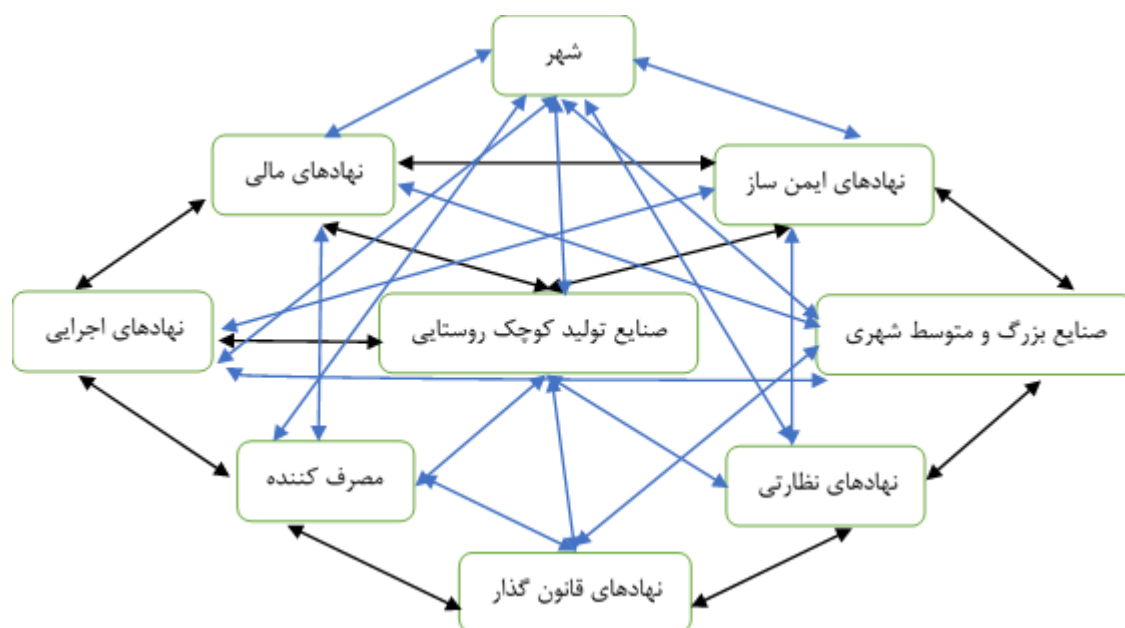 شهر
نهادهای ایمن ساز
نهادهای مالی
صنایع بزرگ و متوسط شهری
صنایع تولید کوچک روستایی
نهادهای اجرایی
نهادهای نظارتی
مصرف کننده
نهادهای قانون گذار